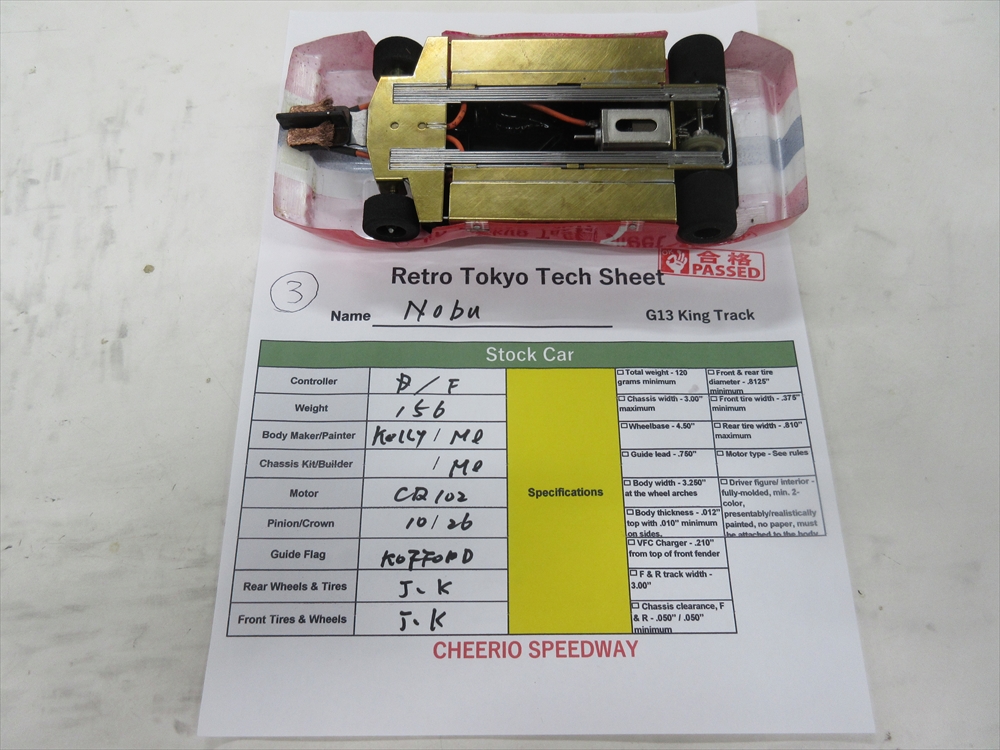 合格
PASSED
Retro Tokyo Tech Sheet
3
Name Nobu
G13 King Track
Stock Car
Controller
P/F
Weight
156
Body Maker/Painter
Kelly / Me
Chassis Kit/Builder
/ Me
Motor
CR102
Pinion/Crown
10/26
Guide Flag
KOFFORD
Rear Wheels & Tires
J-K
Front Tires & Wheels
J-K
Specifications
Total weight - 120
grams minimum
Chassis width - 3.00"
maximum
Wheelbase - 4.50"
Guide lead - .750"
Body width - 3.250"
at the wheel arches
Body thickness - .012"
top with .010" minimum
on sides.
VFC Charger - .210"
from top of front fender
F & R track width -
3.00"
Chassis clearance, F
& R - .050" / .050"
minimum
Front & rear tire
diameter - .8125"
minimum
Front tire width - .375"
minimum
Rear tire width - .810"
maximum
Motor type - See rules
Driver figure/ interior -
fully-molded, min. 2-
color,
presentably/realistically
painted, no paper, must
be attached to the body
CHEERIO SPEEDWAY